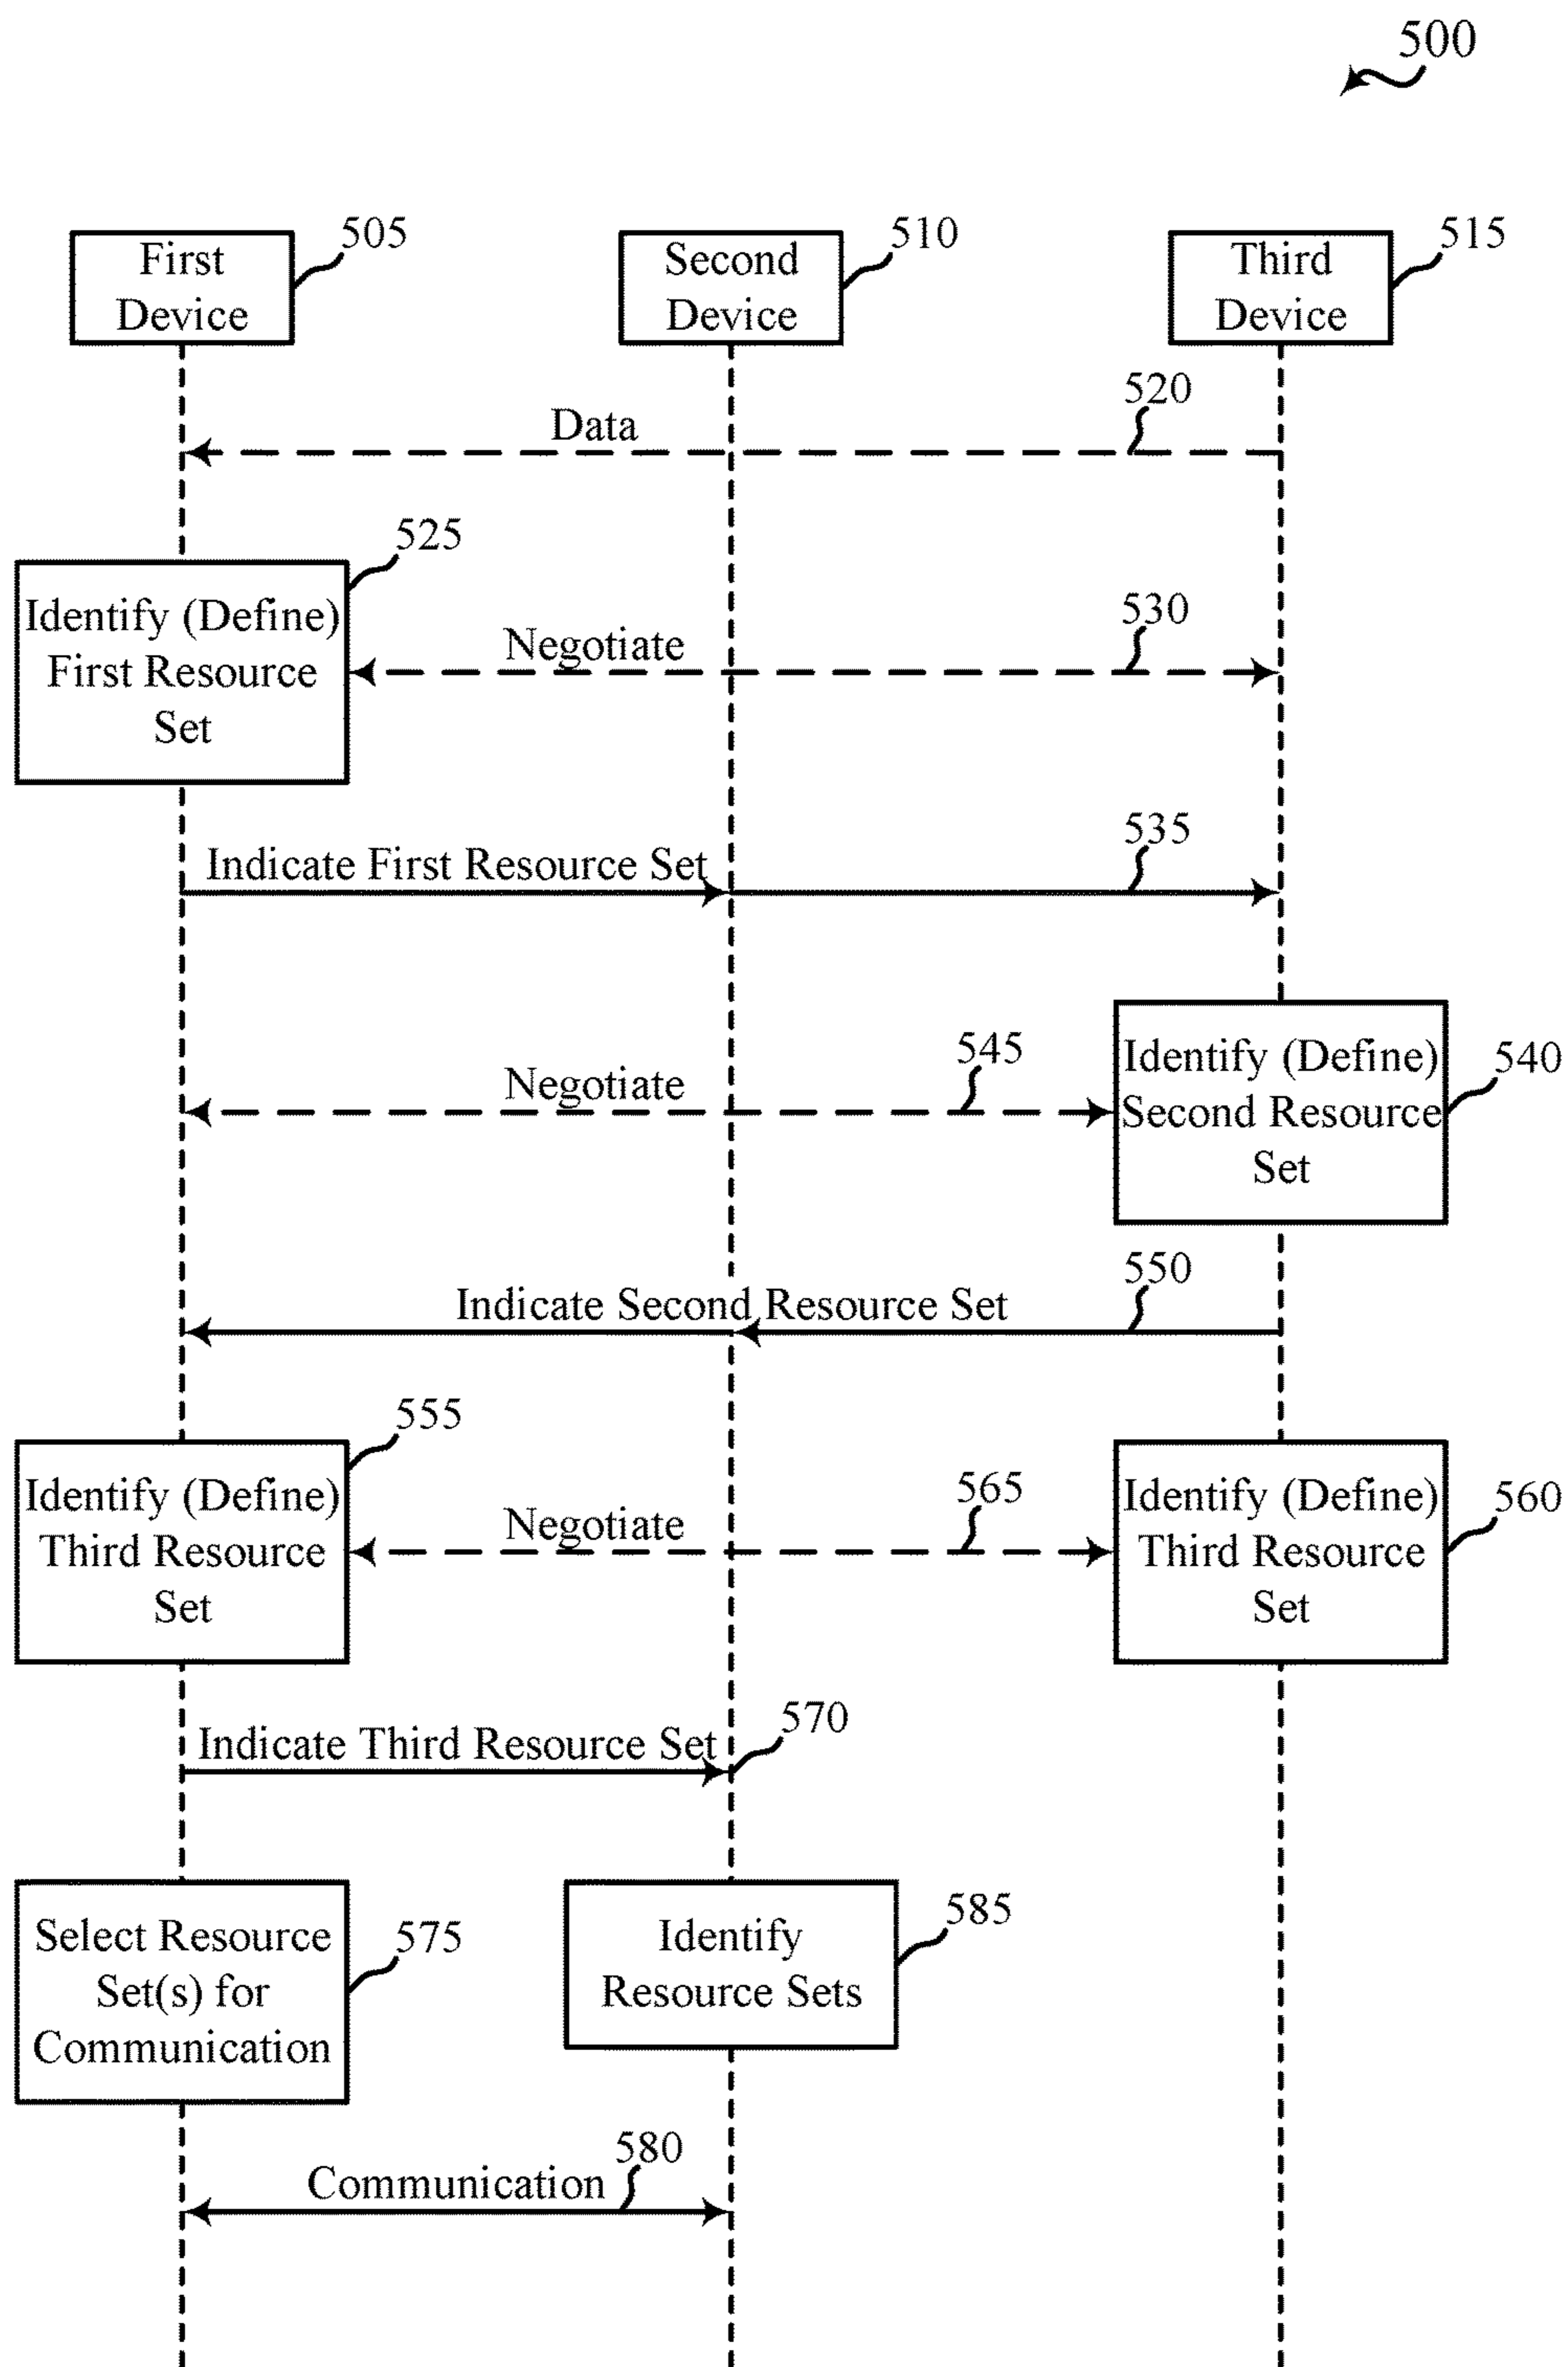 500
505
510
515
First
Device
Second
Device
Third
Device
520
Data
525
Identify (Define)
First Resource
Set
530
Negotiate
535
Indicate First Resource Set
540
Identify (Define)
Second Resource
Set
545
Negotiate
550
Indicate Second Resource Set
555
Identify (Define)
Third Resource
Set
565
Negotiate
560
Identify (Define)
Third Resource
Set
570
Indicate Third Resource Set
575
Select Resource
Set(s) for
Communication
585
Identify
Resource Sets
580
Communication